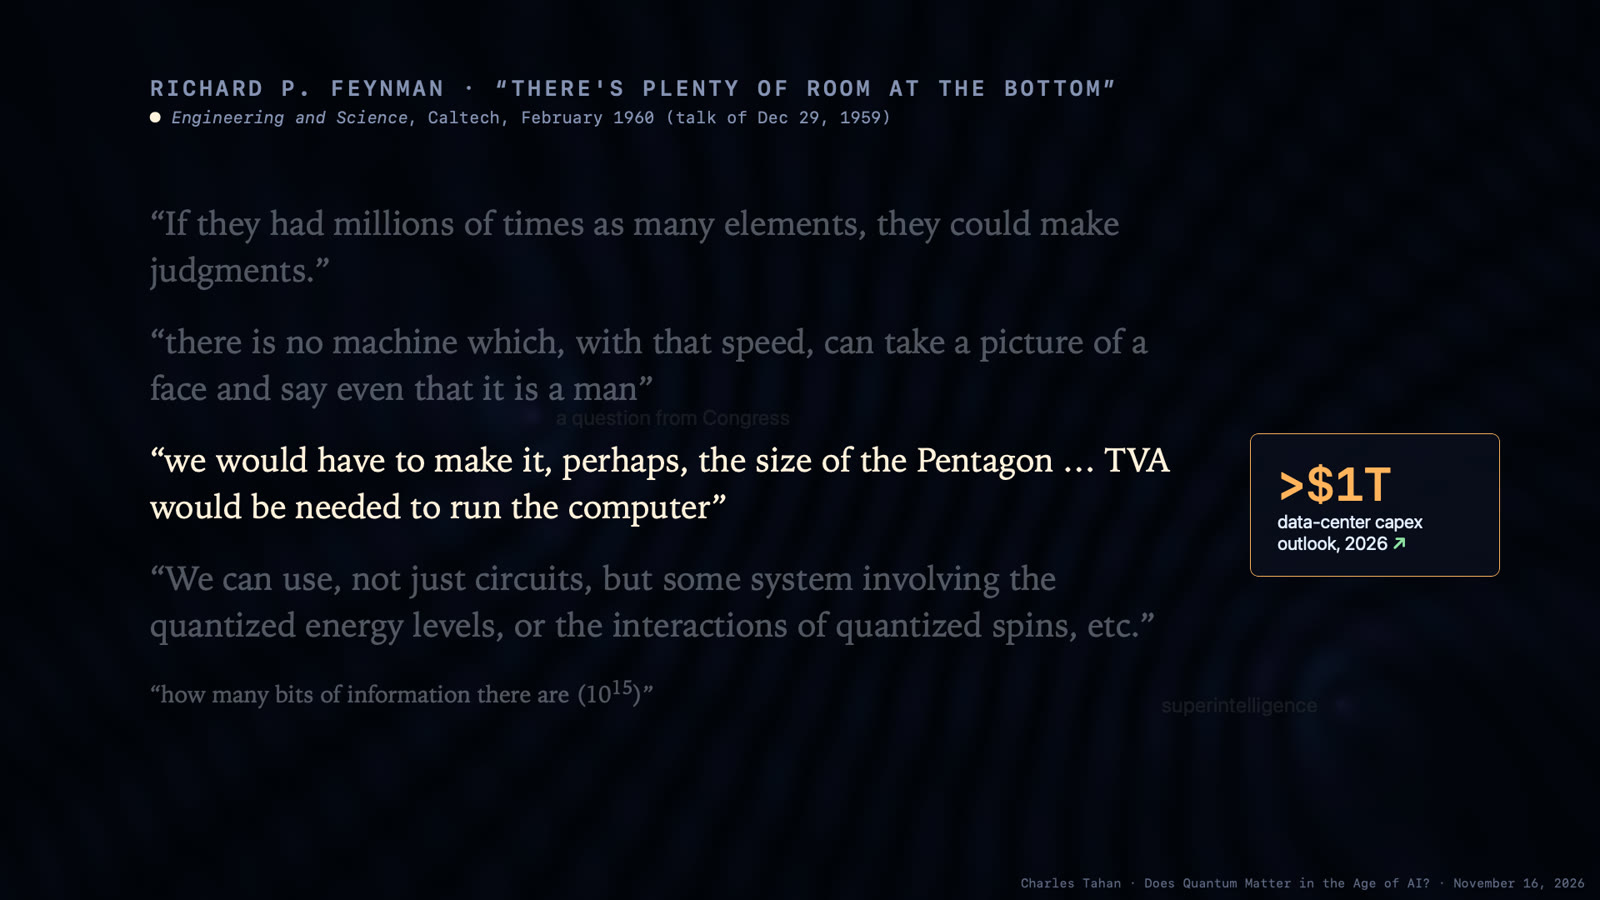 RICHARD P. FEYNMAN · “THERE'S PLENTY OF ROOM AT THE BOTTOM”
Engineering and Science, Caltech, February 1960 (talk of Dec 29, 1959)
“If they had millions of times as many elements, they could make
judgments.”
“there is no machine which, with that speed, can take a picture of a
face and say even that it is a man”
a question from Congress
“we would have to make it, perhaps, the size of the Pentagon … TVA
would be needed to run the computer”
>$1T
data-center capex
outlook, 2026 ↗
“We can use, not just circuits, but some system involving the
quantized energy levels, or the interactions of quantized spins, etc.”
“how many bits of information there are (10¹⁵)”
superintelligence
Charles Tahan · Does Quantum Matter in the Age of AI? · November 16, 2026